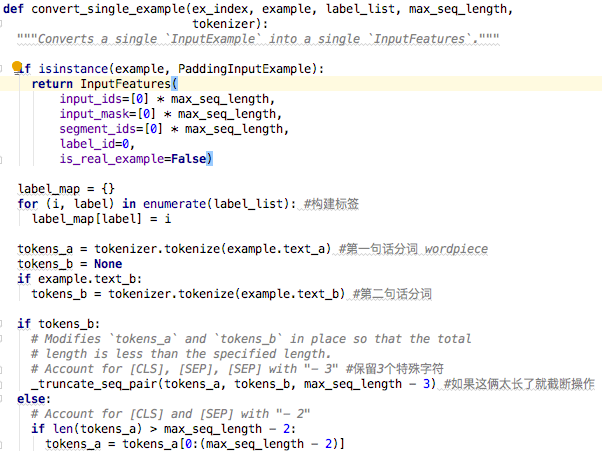 def convert_single_example(ex_index, example, label_list, max_seq_length,
                           tokenizer):
  """Converts a single `InputExample` into a single `InputFeatures`."""

  if isinstance(example, PaddingInputExample):
    return InputFeatures(
        input_ids=[0] * max_seq_length,
        input_mask=[0] * max_seq_length,
        segment_ids=[0] * max_seq_length,
        label_id=0,
        is_real_example=False)

  label_map = {}
  for (i, label) in enumerate(label_list): #构建标签
    label_map[label] = i

  tokens_a = tokenizer.tokenize(example.text_a) #第一句话分词 wordpiece
  tokens_b = None
  if example.text_b:
    tokens_b = tokenizer.tokenize(example.text_b) #第二句话分词

  if tokens_b:
    # Modifies `tokens_a` and `tokens_b` in place so that the total
    # length is less than the specified length.
    # Account for [CLS], [SEP], [SEP] with "- 3" #保留3个特殊字符
    _truncate_seq_pair(tokens_a, tokens_b, max_seq_length - 3) #如果这俩太长了就截断操作
  else:
    # Account for [CLS] and [SEP] with "- 2"
    if len(tokens_a) > max_seq_length - 2:
      tokens_a = tokens_a[0:(max_seq_length - 2)]